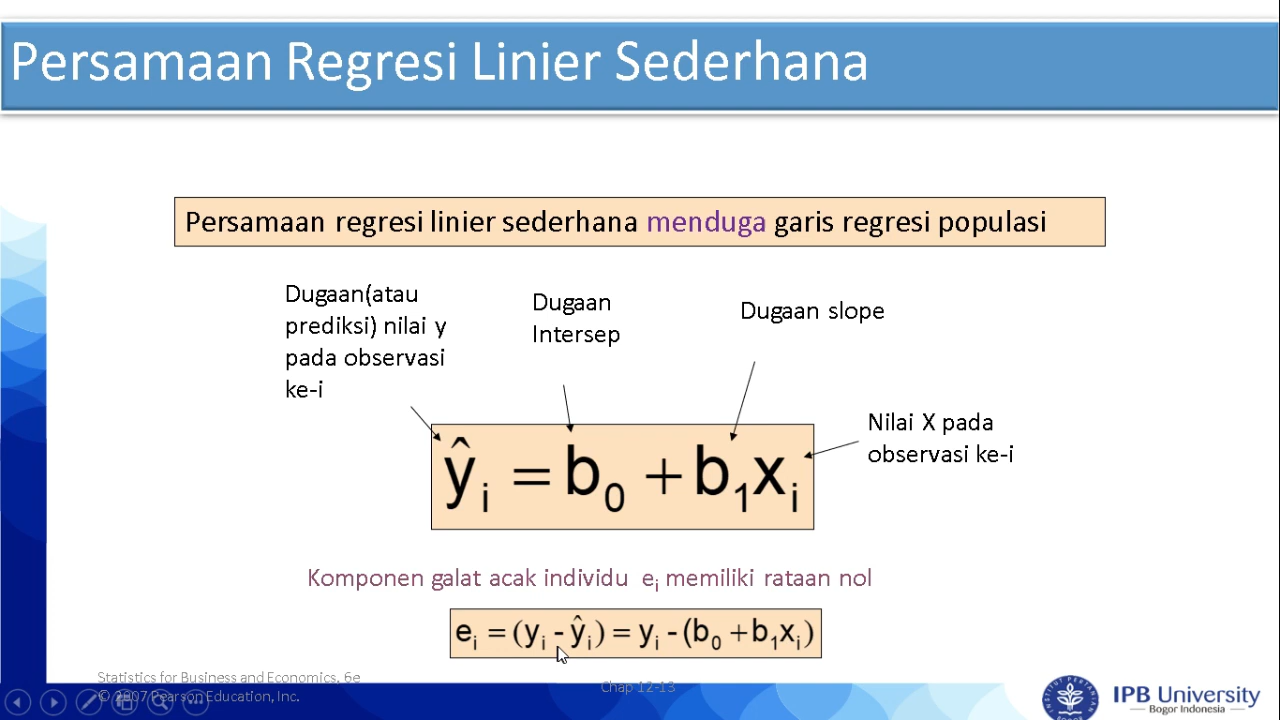 Persamaan Regresi Linier Sederhana
Persamaan regresi linier sederhana menduga garis regresi populasi
Dugaan(atau
prediksi) nilai y
pada observasi
ke-i
Dugaan
Intersep
Dugaan slope
Nilai X pada
observasi ke-i
ŷᵢ = b₀ + b₁xᵢ
Komponen galat acak individu eᵢ memiliki rataan nol
eᵢ = (yᵢ - ŷᵢ) = yᵢ - (b₀ + b₁xᵢ)
Statistics for Business and Economics, 6e
© 2007 Pearson Education, Inc.
Chap 12-13
IPB University
Bogor Indonesia